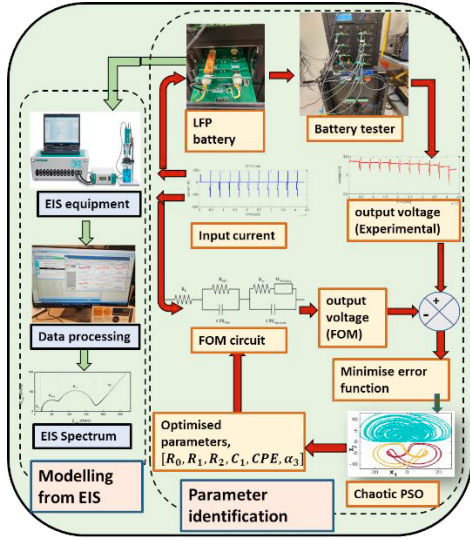 LFP
battery
Battery tester
EIS equipment
Input current
output voltage
(Experimental)
Data processing
FOM circuit
output
voltage
(FOM)
+
-
Minimise error
function
EIS Spectrum
Optimised
parameters,
[R₀, R₁, R₂, C₁, CPE, α₃]
X₂
X₁
Chaotic PSO
Modelling
from EIS
Parameter
identification